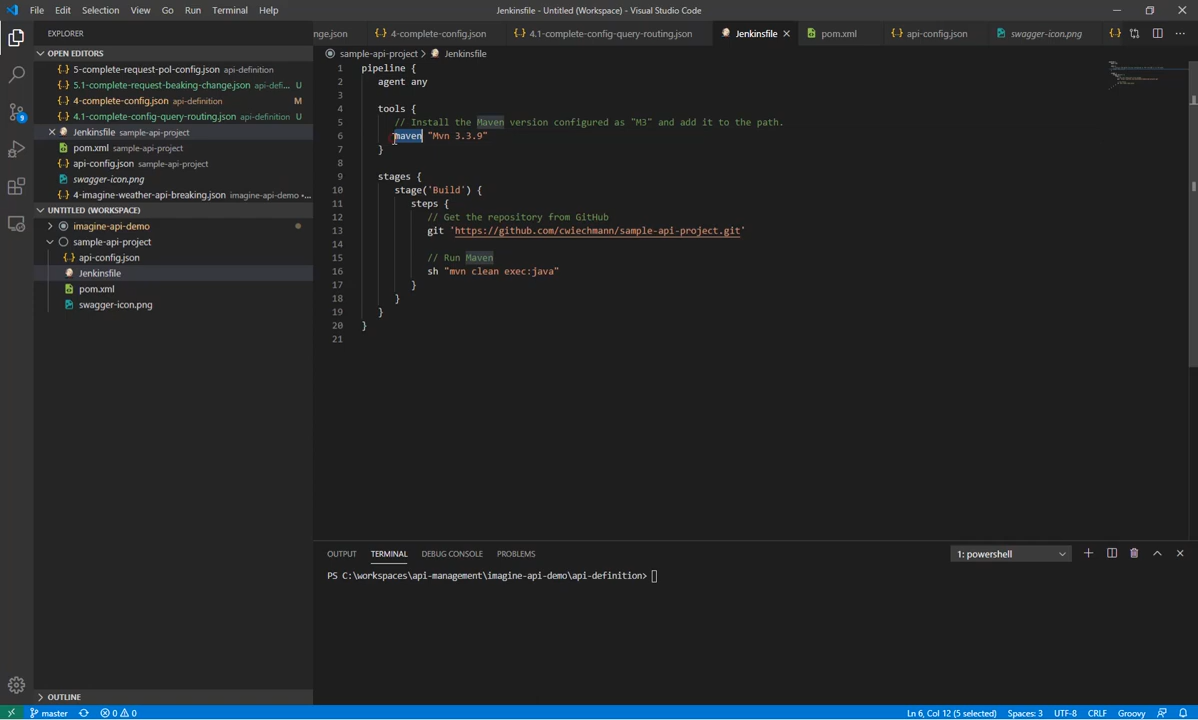 File Edit Selection View Go Run Terminal Help
Jenkinsfile - Untitled (Workspace) - Visual Studio Code
EXPLORER
OPEN EDITORS
5-complete-request-pol-config.json api-definition
5.1-complete-request-beaking-change.json api-defi... U
4-complete-config.json api-definition M
4.1-complete-config-query-routing.json api-definition U
Jenkinsfile sample-api-project
pom.xml sample-api-project
api-config.json sample-api-project
swagger-icon.png
4-imagine-weather-api-breaking.json imagine-api-demo •...
UNTITLED (WORKSPACE)
imagine-api-demo
sample-api-project
api-config.json
Jenkinsfile
pom.xml
swagger-icon.png
OUTLINE
nge.json
4-complete-config.json
4.1-complete-config-query-routing.json
Jenkinsfile
pom.xml
api-config.json
swagger-icon.png
sample-api-project > Jenkinsfile
1 pipeline {
2 agent any
3
4 tools {
5 // Install the Maven version configured as "M3" and add it to the path.
6 maven "Mvn 3.3.9"
7 }
8
9 stages {
10 stage('Build') {
11 steps {
12 // Get the repository from GitHub
13 git 'https://github.com/cwiechmann/sample-api-project.git'
14
15 // Run Maven
16 sh "mvn clean exec:java"
17 }
18 }
19 }
20 }
21
OUTPUT TERMINAL DEBUG CONSOLE PROBLEMS
1: powershell
PS C:\workspaces\api-management\imagine-api-demo\api-definition>
master 0 0
Ln 6, Col 12 (5 selected) Spaces: 3 UTF-8 CRLF Groovy